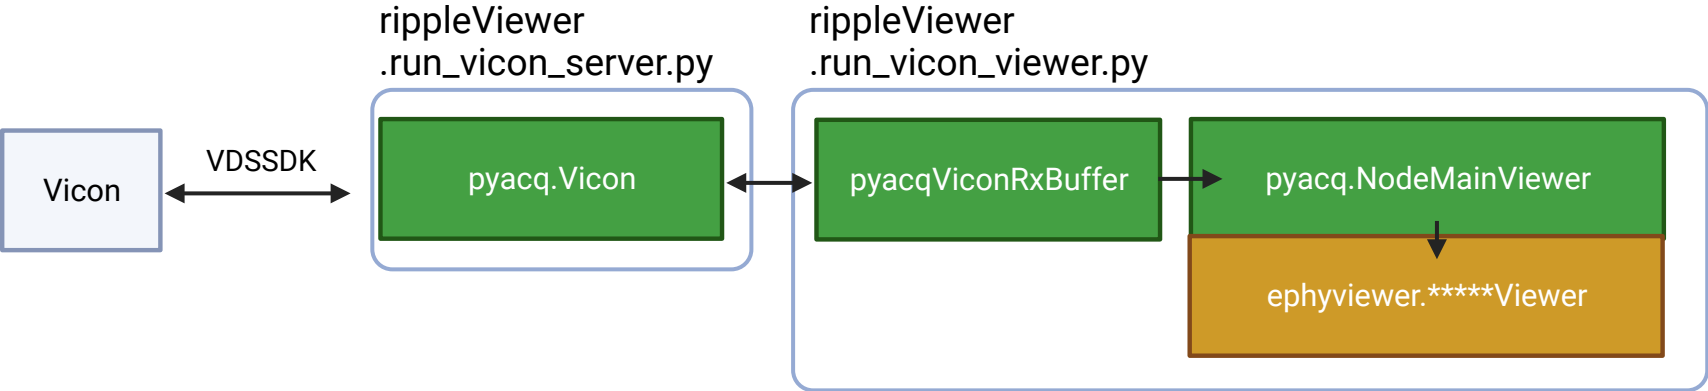 rippleViewer
.run_vicon_server.py
rippleViewer
.run_vicon_viewer.py
Vicon
VDSSDK
pyacq.Vicon
pyacqViconRxBuffer
pyacq.NodeMainViewer
ephyviewer.*****Viewer